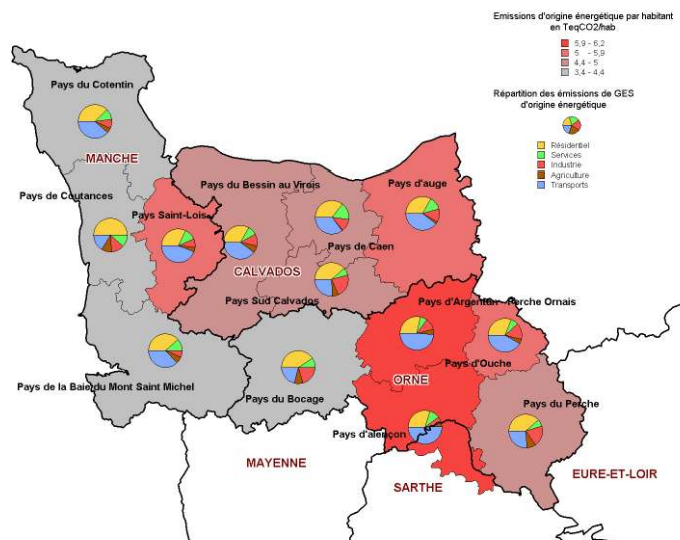 Emissions d'origine énergétique par habitant
en TeqCO2/hab
5,9 - 6,2
5 - 5,9
4,4 - 5
3,4 - 4,4
Répartition des émissions de GES
d'origine énergétique
Résidentiel
Services
Industrie
Agriculture
Transports
Pays du Cotentin
MANCHE
Pays de Coutances
Pays Saint-Lois
Pays du Bessin au Virois
Pays d'auge
Pays de Caen
CALVADOS
Pays Sud Calvados
Pays d'Argentan - Perche Ornais
Pays d'Ouche
ORNE
Pays de la Baie du Mont Saint Michel
Pays du Bocage
Pays du Perche
Pays d'alençon
MAYENNE
SARTHE
EURE-ET-LOIR